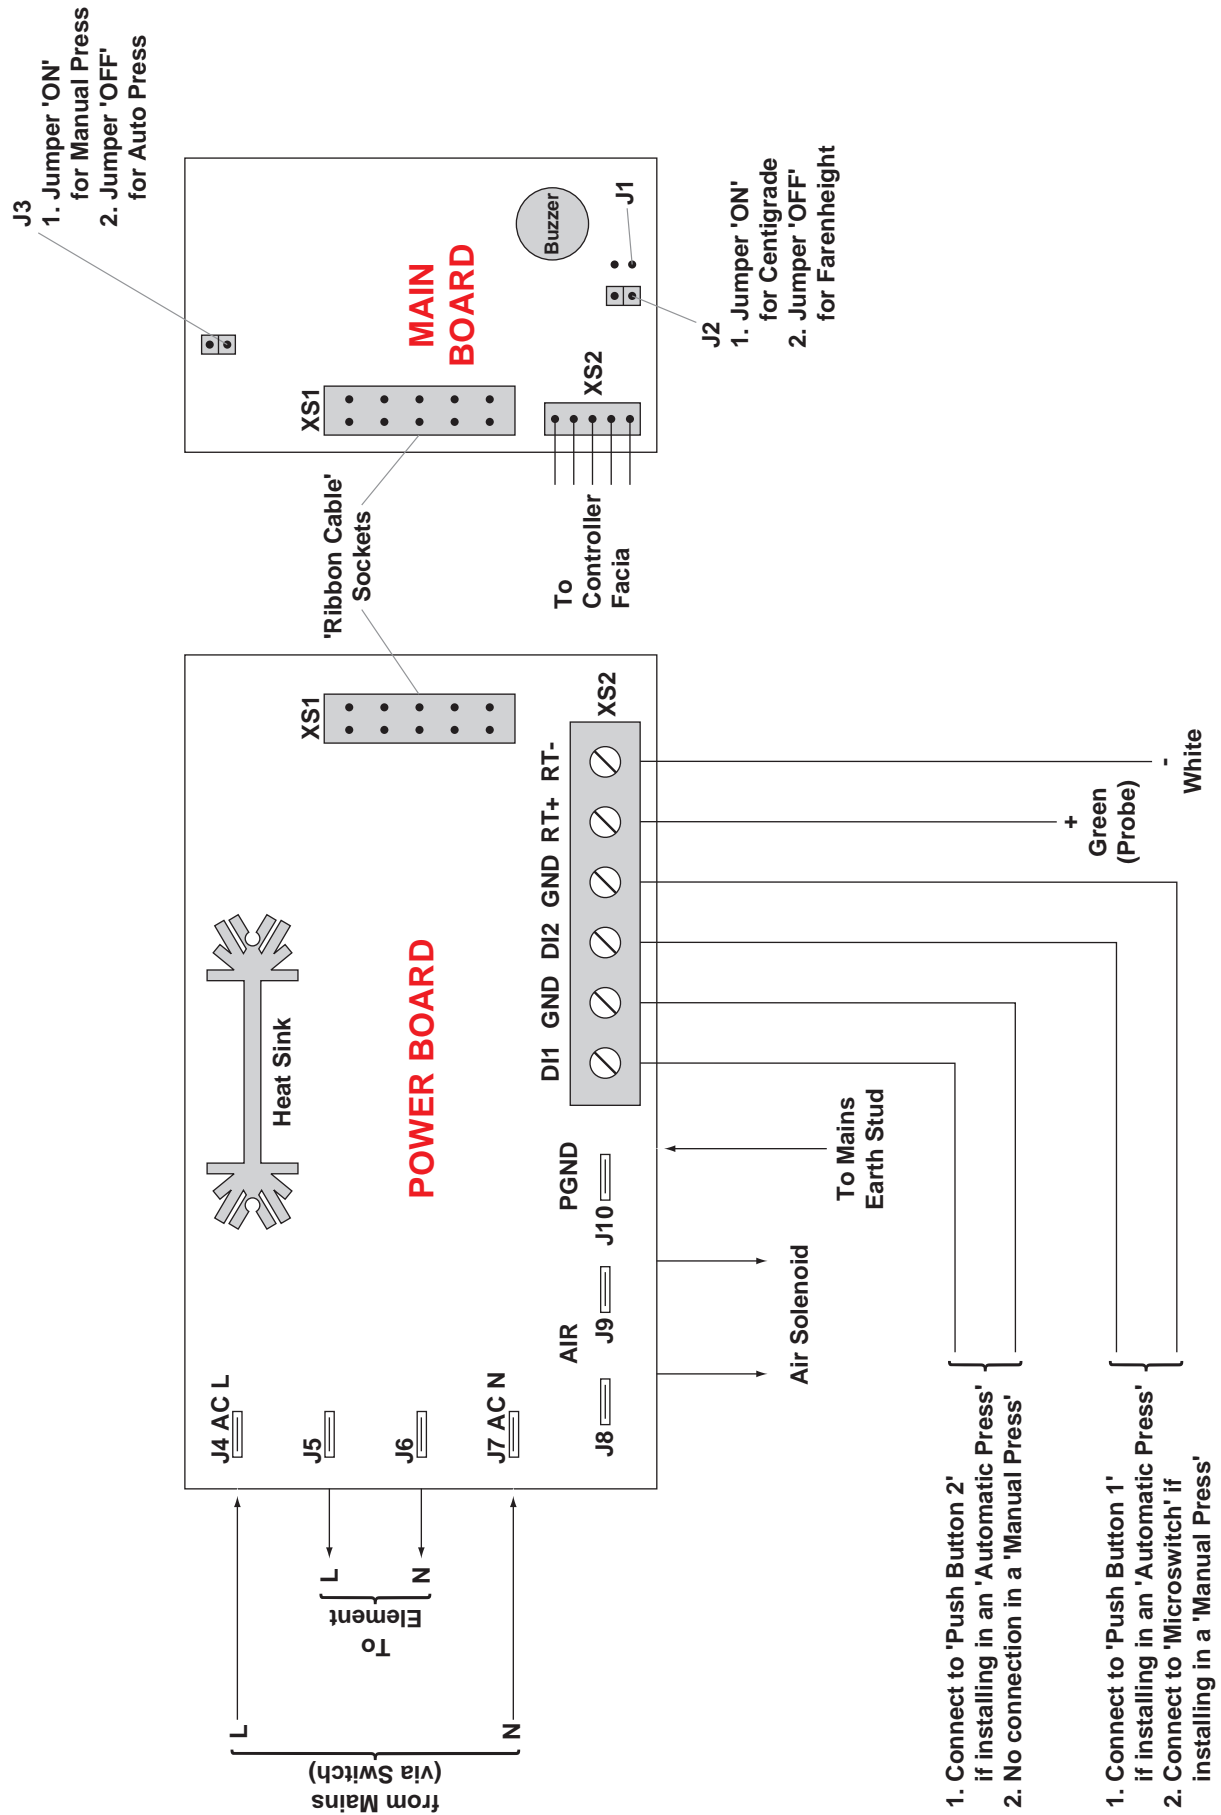 J3
1. Jumper 'ON'
for Manual Press
2. Jumper 'OFF'
for Auto Press
MAIN
BOARD
Buzzer
J1
J2
1. Jumper 'ON'
for Centigrade
2. Jumper 'OFF'
for Farenheight
XS1
XS2
To
Controller
Facia
'Ribbon Cable'
Sockets
XS1
XS2
Heat Sink
POWER BOARD
DI1
GND
DI2
GND
RT+
RT-
J4 AC L
J5
J6
J7 AC N
J8
AIR
J9
J10
PGND
L
N
from Mains
(via Switch)
L
N
To
Element
Air Solenoid
To Mains
Earth Stud
+
Green
(Probe)
-
White
1. Connect to 'Push Button 2'
if installing in an 'Automatic Press'
2. No connection in a 'Manual Press'
1. Connect to 'Push Button 1'
if installing in an 'Automatic Press'
2. Connect to 'Microswitch' if
installing in a 'Manual Press'